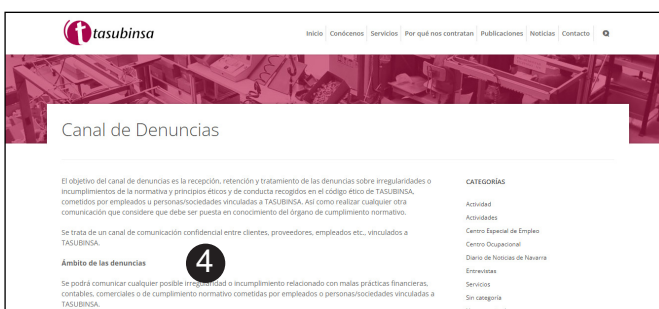 tasubinsa
Inicio Conócenos Servicios Por qué nos contratan Publicaciones Noticias Contacto
Canal de Denuncias
El objetivo del canal de denuncias es la recepción, retención y tratamiento de las denuncias sobre irregularidades o
incumplimientos de la normativa y principios éticos y de conducta recogidos en el código ético de TASUBINSA,
cometidos por empleados u personas/sociedades vinculadas a TASUBINSA. Así como realizar cualquier otra
comunicación que considere que debe ser puesta en conocimiento del órgano de cumplimiento normativo.
Se trata de un canal de comunicación confidencial entre clientes, proveedores, empleados etc., vinculados a
TASUBINSA.
Ámbito de las denuncias
4
Se podrá comunicar cualquier posible irregularidad o incumplimiento relacionado con malas prácticas financieras,
contables, comerciales o de cumplimiento normativo cometidas por empleados o personas/sociedades vinculadas a
TASUBINSA.
CATEGORÍAS
Actividad
Actividades
Centro Especial de Empleo
Centro Ocupacional
Diario de Noticias de Navarra
Entrevistas
Servicios
Sin categoría